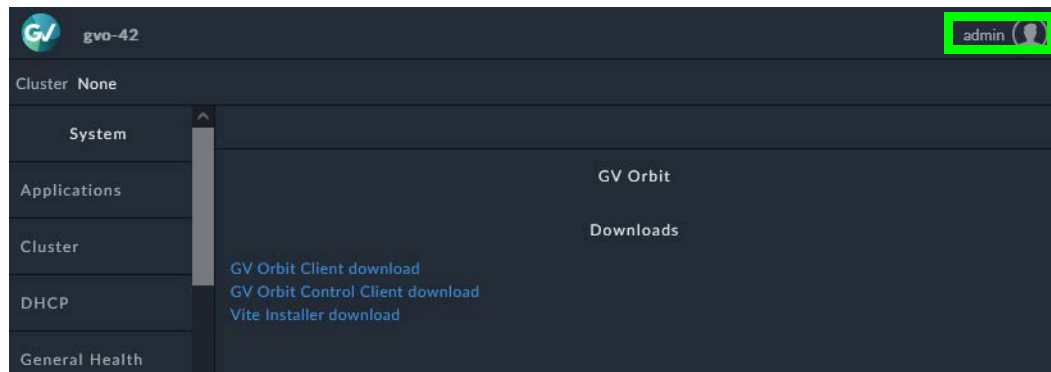 GV gvo-42
admin
Cluster None
System
Applications
Cluster
DHCP
General Health
GV Orbit
Downloads
GV Orbit Client download
GV Orbit Control Client download
Vite Installer download